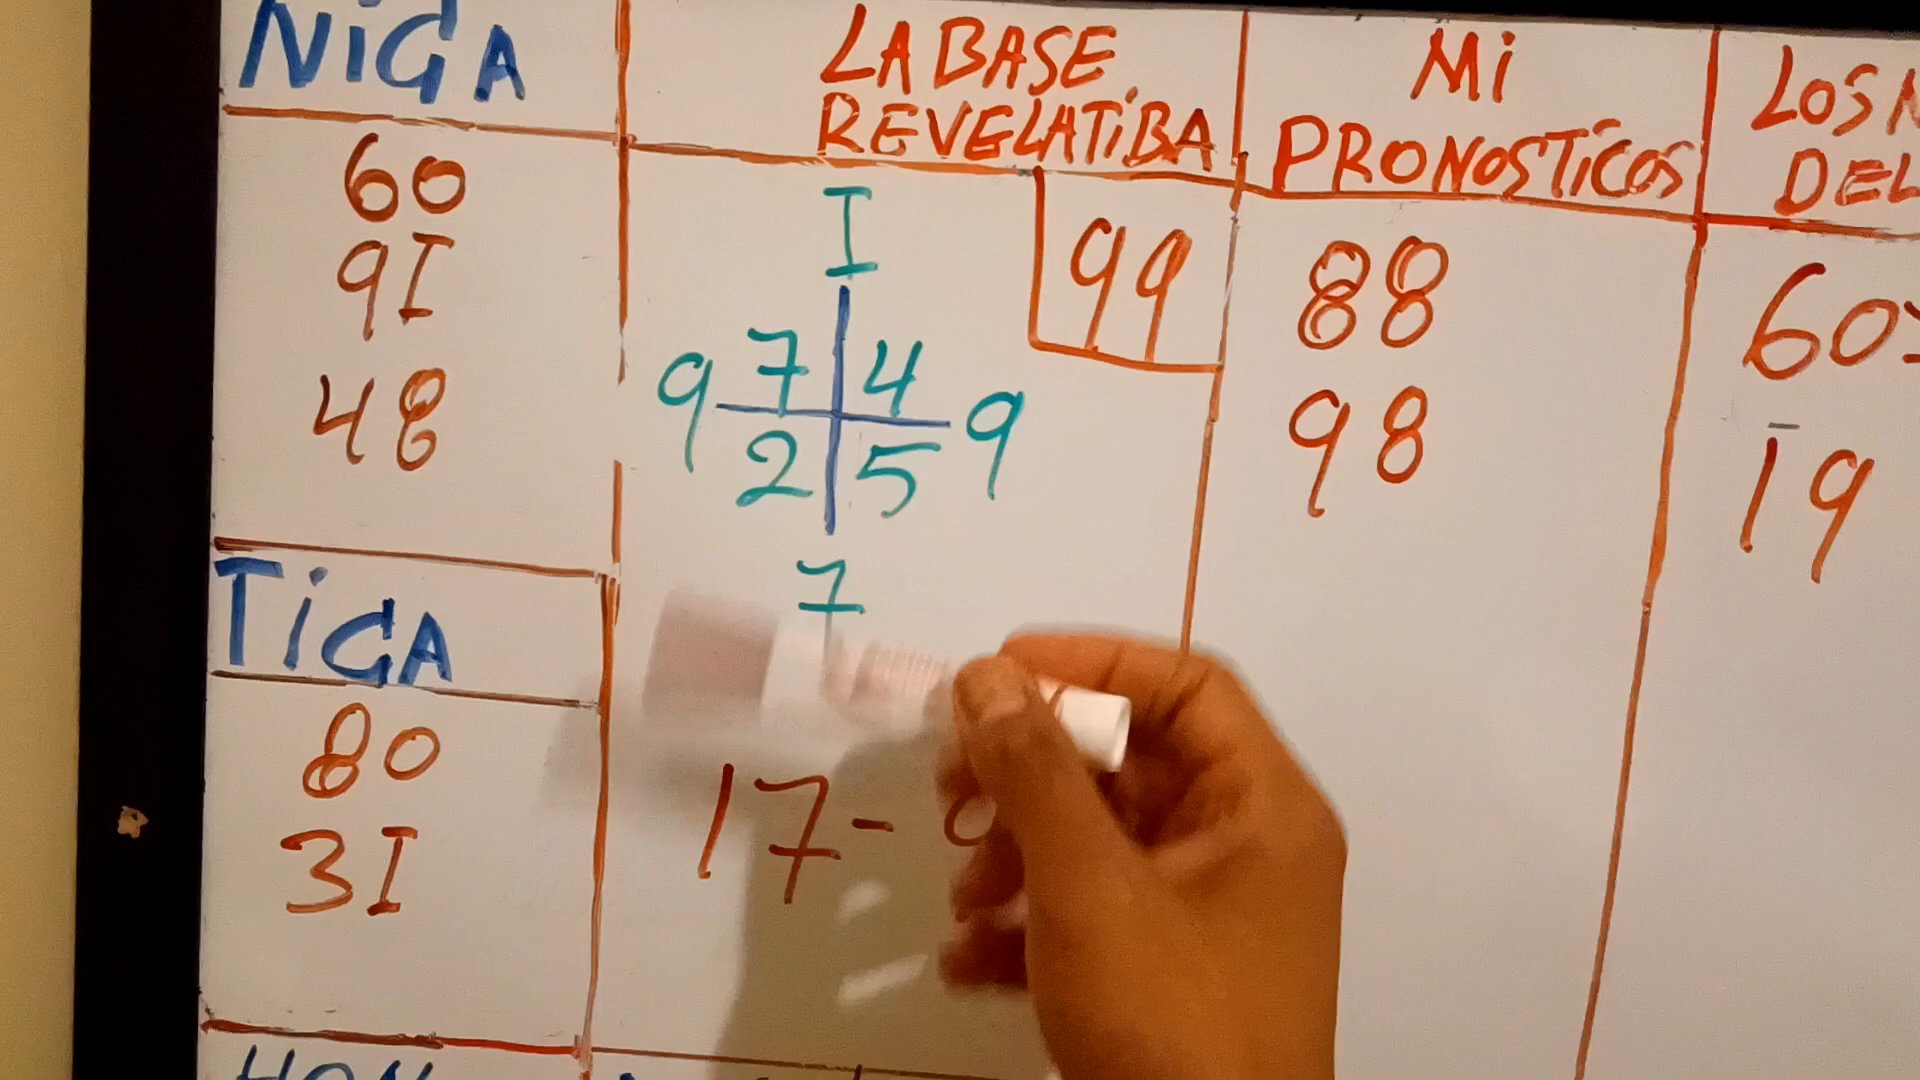 NiGA
60
9I
48
TiGA
80
3I
LA BASE
REVELATiBA
99
I
9 7 4 9
2 5
7
17-
Mi
PRONOSTiCOS
88
98
LOS
DEL
60
19